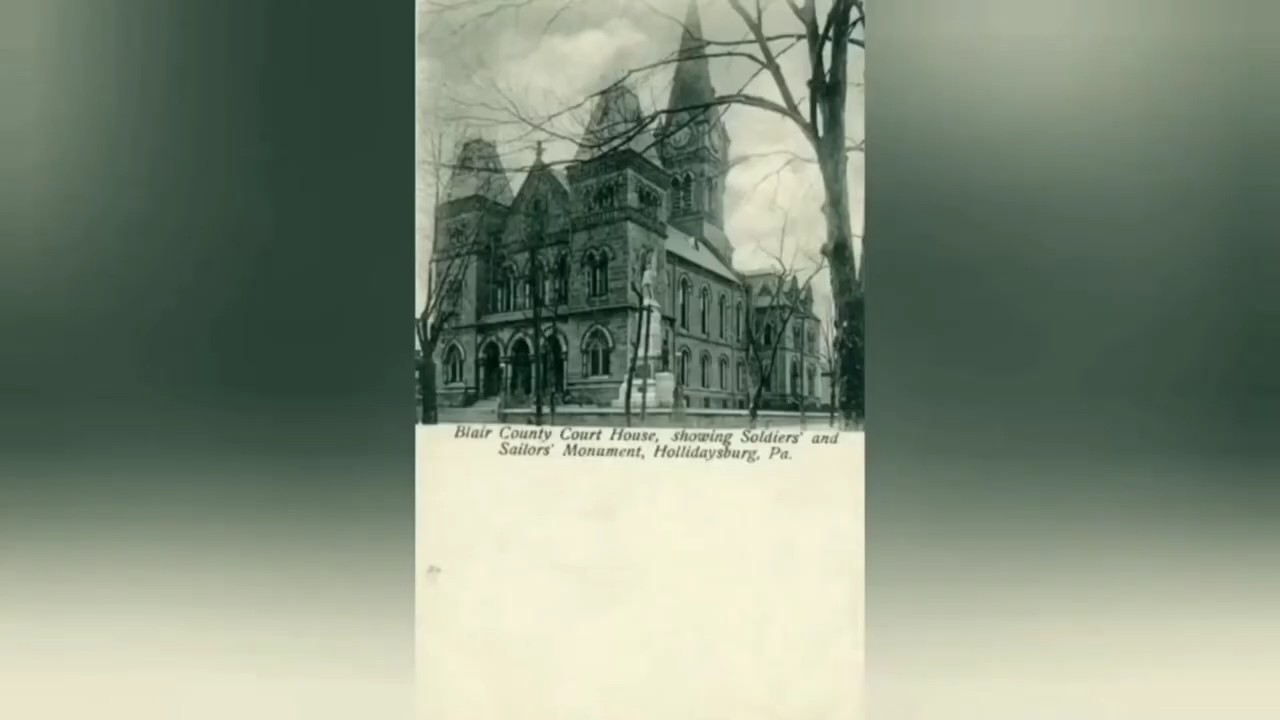 Blair County Court House, showing Soldiers' and
Sailors' Monument, Hollidaysburg, Pa.